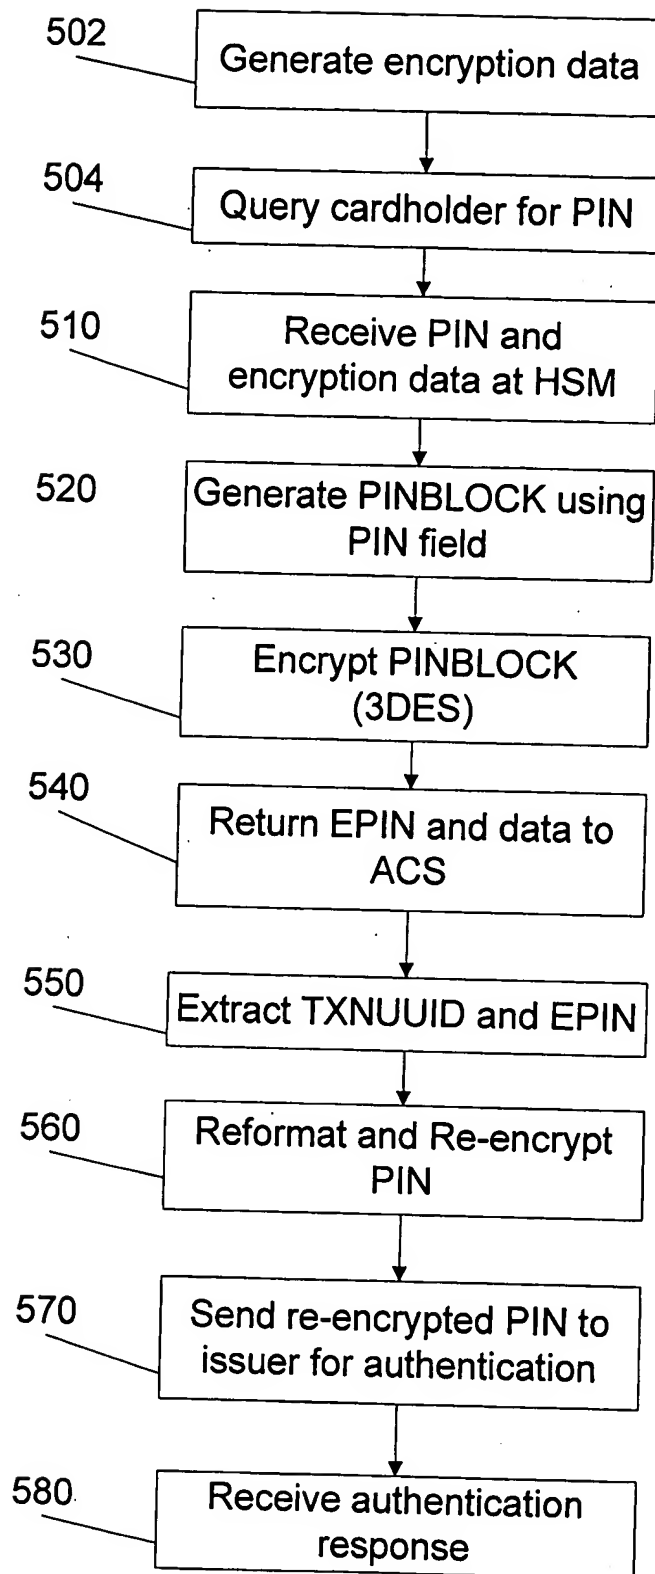 502
Generate encryption data
504
Query cardholder for PIN
510
Receive PIN and
encryption data at HSM
520
Generate PINBLOCK using
PIN field
530
Encrypt PINBLOCK
(3DES)
540
Return EPIN and data to
ACS
550
Extract TXNUUID and EPIN
560
Reformat and Re-encrypt
PIN
570
Send re-encrypted PIN to
issuer for authentication
580
Receive authentication
response